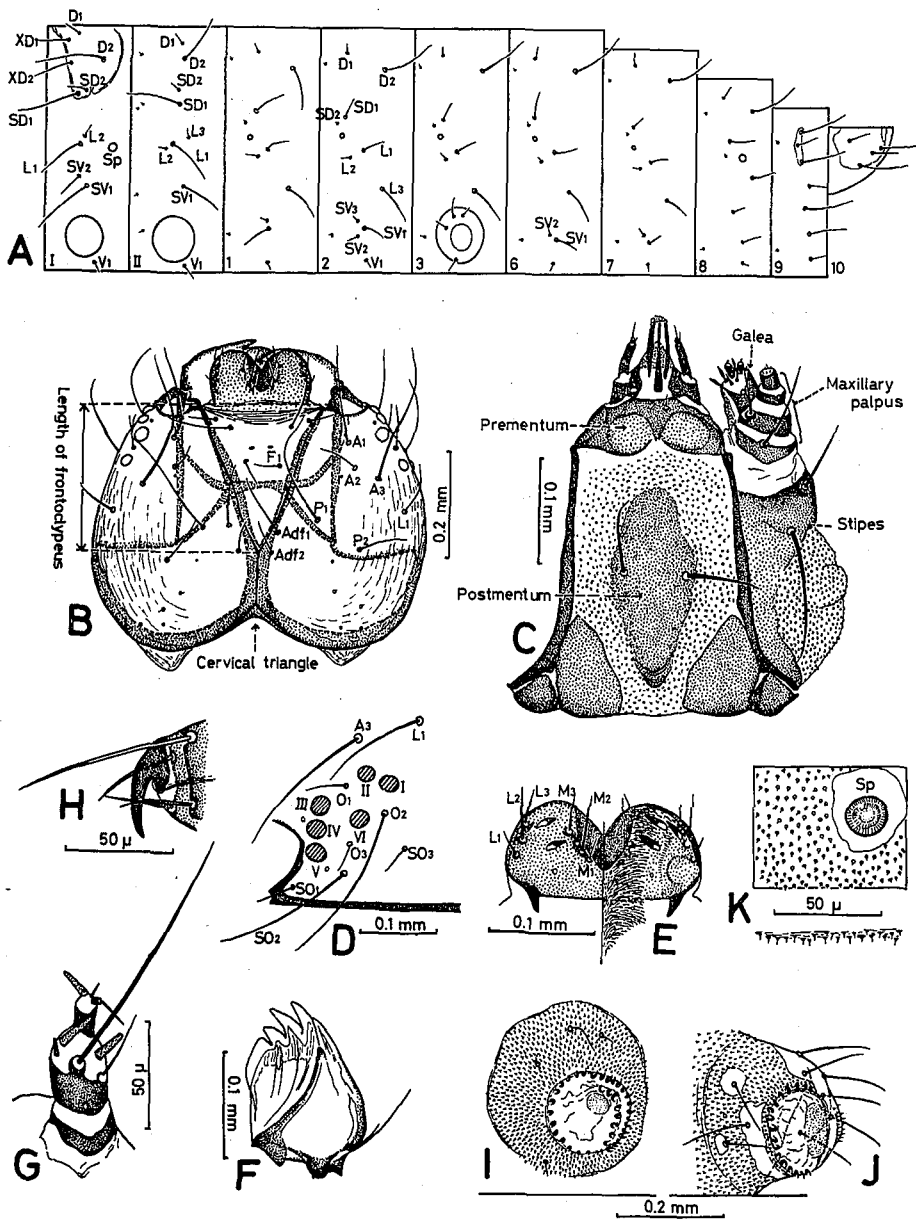 D1
XD1
D2
XD2
SD2
SD1
L2
Sp
L1
SV2
SV1
V1
I
D1
D2
SD2
SD1
L3
L2
L1
SV1
V1
II
1
D1
D2
SD1
SD2
L1
L2
L3
SV3
SV1
SV2
V1
2
3
SV2
SV1
6
7
8
9
10
A
Length of frontoclypeus
F1
A1
A2
A3
P1
L1
Adf1
P2
Adf2
0.2 mm
B
Cervical triangle
Galea
Maxillary palpus
Prementum
0.1 mm
Stipes
Postmentum
C
H
50 μ
A3
L1
II
I
O1
III
O2
IV
VI
V
O3
SO3
SO1
SO2
0.1 mm
D
L2
L3
M3
M2
L1
M1
0.1 mm
E
Sp
K
50 μ
G
50 μ
0.1 mm
F
I
J
0.2 mm